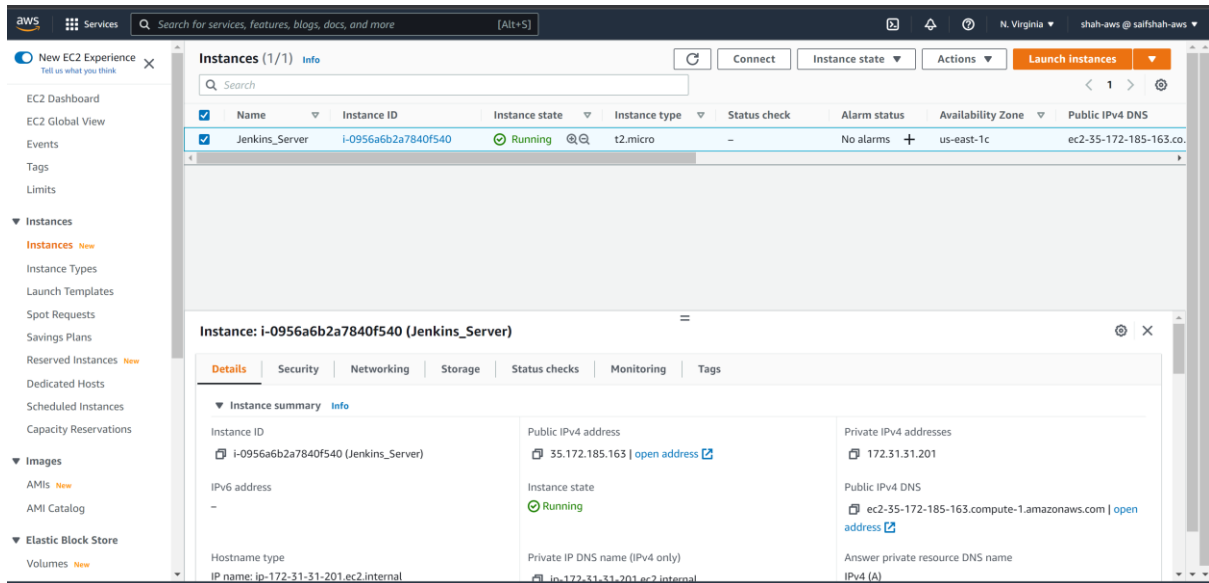 aws Services Search for services, features, blogs, docs, and more [Alt+S] N. Virginia ▼ shah-aws @ saifshah-aws ▼
New EC2 Experience
Tell us what you think
EC2 Dashboard
EC2 Global View
Events
Tags
Limits
Instances
Instances New
Instance Types
Launch Templates
Spot Requests
Savings Plans
Reserved Instances New
Dedicated Hosts
Scheduled Instances
Capacity Reservations
Images
AMIs New
AMI Catalog
Elastic Block Store
Volumes New
Instances (1/1) Info Connect Instance state ▼ Actions ▼ Launch instances ▼
Search 1
Name Instance ID Instance state Instance type Status check Alarm status Availability Zone Public IPv4 DNS
Jenkins_Server i-0956a6b2a7840f540 Running t2.micro – No alarms + us-east-1c ec2-35-172-185-163.co.
Instance: i-0956a6b2a7840f540 (Jenkins_Server)
Details Security Networking Storage Status checks Monitoring Tags
Instance summary Info
Instance ID Public IPv4 address Private IPv4 addresses
i-0956a6b2a7840f540 (Jenkins_Server) 35.172.185.163 | open address 172.31.31.201
IPv6 address Instance state Public IPv4 DNS
– Running ec2-35-172-185-163.compute-1.amazonaws.com | open
address
Hostname type Private IP DNS name (IPv4 only) Answer private resource DNS name
IP name: ip-172-31-31-201.ec2.internal ip-172-31-31-201.ec2.internal IPv4 (A)